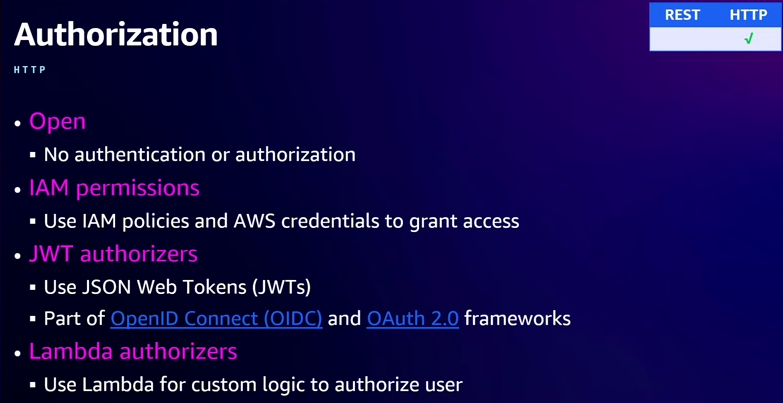 Authorization
HTTP
REST HTTP
√
• Open
▪ No authentication or authorization
• IAM permissions
▪ Use IAM policies and AWS credentials to grant access
• JWT authorizers
▪ Use JSON Web Tokens (JWTs)
▪ Part of OpenID Connect (OIDC) and OAuth 2.0 frameworks
• Lambda authorizers
▪ Use Lambda for custom logic to authorize user